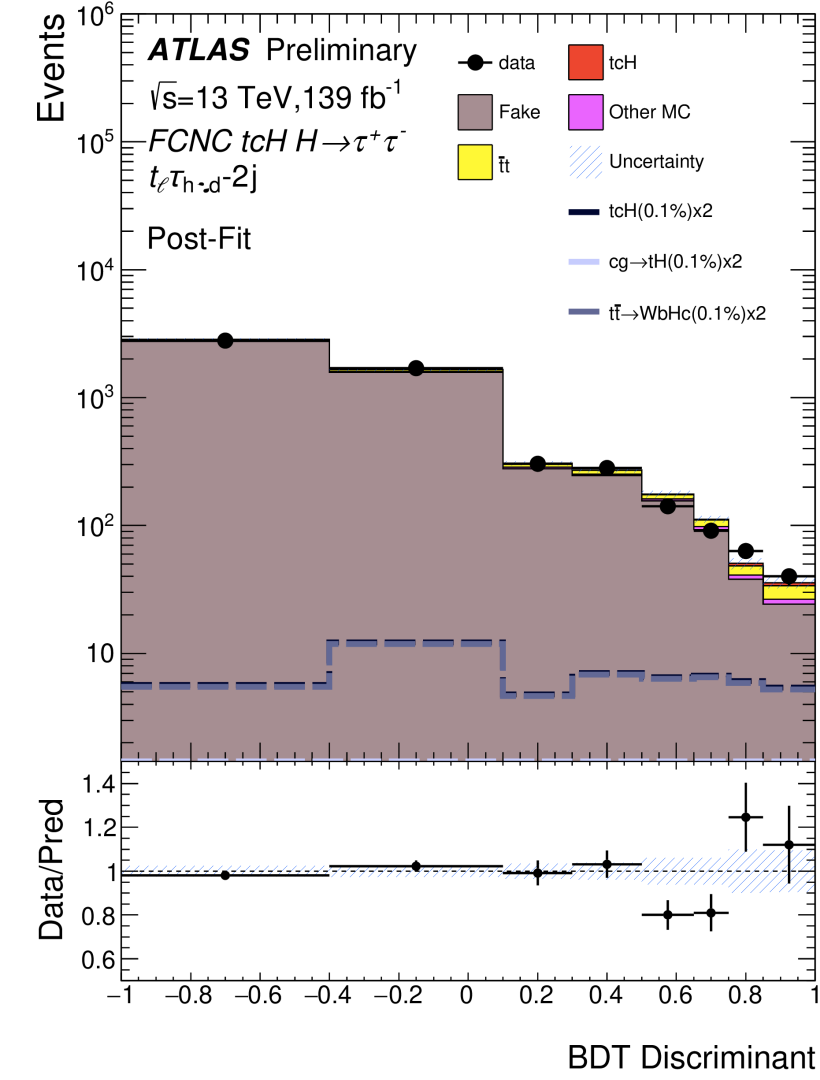 Events
10⁶
10⁵
10⁴
10³
10²
10
ATLAS Preliminary
√s=13 TeV,139 fb⁻¹
FCNC tcH H→τ⁺τ⁻
-2j
Post-Fit
data
tcH
Fake
Other MC
tt̄
Uncertainty
tcH(0.1%)x2
cg→tH(0.1%)x2
tt̄→WbHc(0.1%)x2
Data/Pred
1.4
1.2
1
0.8
0.6
−1 −0.8 −0.6 −0.4 −0.2 0 0.2 0.4 0.6 0.8 1
BDT Discriminant